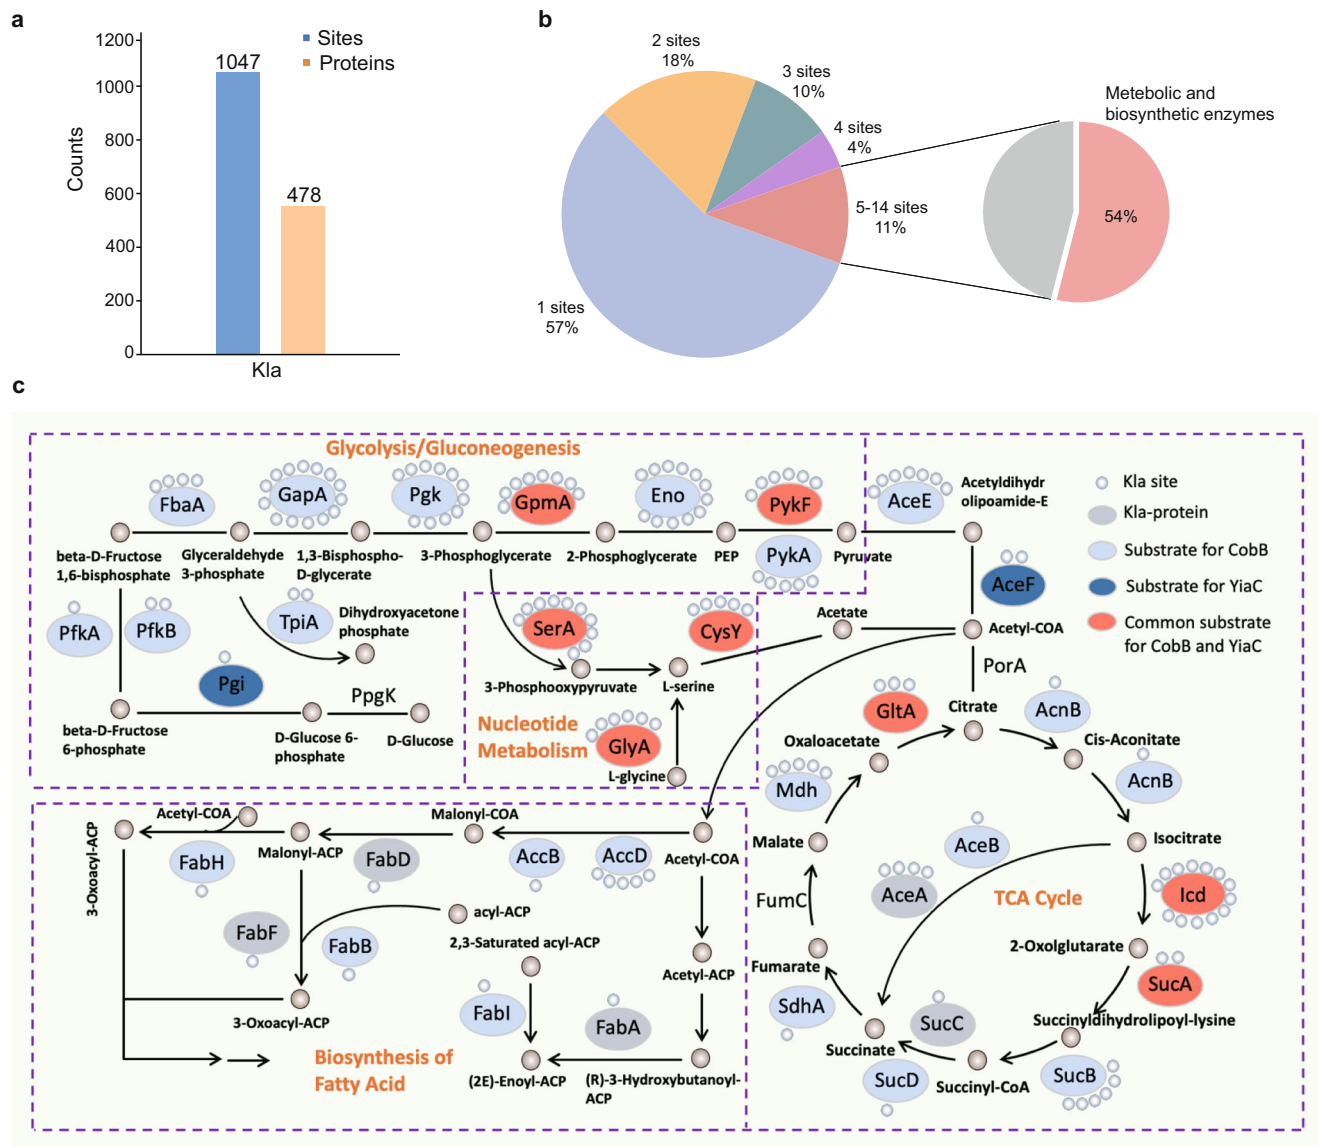 a
1200
1000
800
600
400
200
0
Counts
1047
478
Sites
Proteins
Kla
b
2 sites
18%
3 sites
10%
4 sites
4%
5-14 sites
11%
1 sites
57%
Metebolic and
biosynthetic enzymes
54%
c
Glycolysis/Gluconeogenesis
FbaA
GapA
Pgk
GpmA
Eno
PykF
PykA
AceE
Acetyldihydr
olipoamide-E
beta-D-Fructose
1,6-bisphosphate
Glyceraldehyde
3-phosphate
1,3-Bisphospho-
D-glycerate
3-Phosphoglycerate
2-Phosphoglycerate
PEP
Pyruvate
Kla site
Kla-protein
Substrate for CobB
Substrate for YiaC
Common substrate
for CobB and YiaC
PfkA
PfkB
TpiA
Dihydroxyacetone
phosphate
Pgi
PpgK
beta-D-Fructose
6-phosphate
D-Glucose 6-
phosphate
D-Glucose
SerA
CysY
3-Phosphooxypyruvate
L-serine
Nucleotide
Metabolism
GlyA
L-glycine
Acetate
AceF
Acetyl-COA
PorA
Citrate
GltA
AcnB
Oxaloacetate
Cis-Aconitate
Mdh
AcnB
Malate
Isocitrate
AceB
AceA
TCA Cycle
Icd
FumC
2-Oxolgtutarate
Fumarate
SucA
SdhA
SucC
Succinyldihydrolipoyl-lysine
Succinate
SucD
Succinyl-CoA
SucB
3-Oxoacyl-ACP
Acetyl-COA
Malonyl-COA
FabH
Malonyl-ACP
FabD
AccB
AccD
Acetyl-COA
FabF
FabB
acyl-ACP
2,3-Saturated acyl-ACP
Acetyl-ACP
3-Oxoacyl-ACP
FabI
FabA
Biosynthesis of
Fatty Acid
(2E)-Enoyl-ACP
(R)-3-Hydroxybutanoyl-
ACP